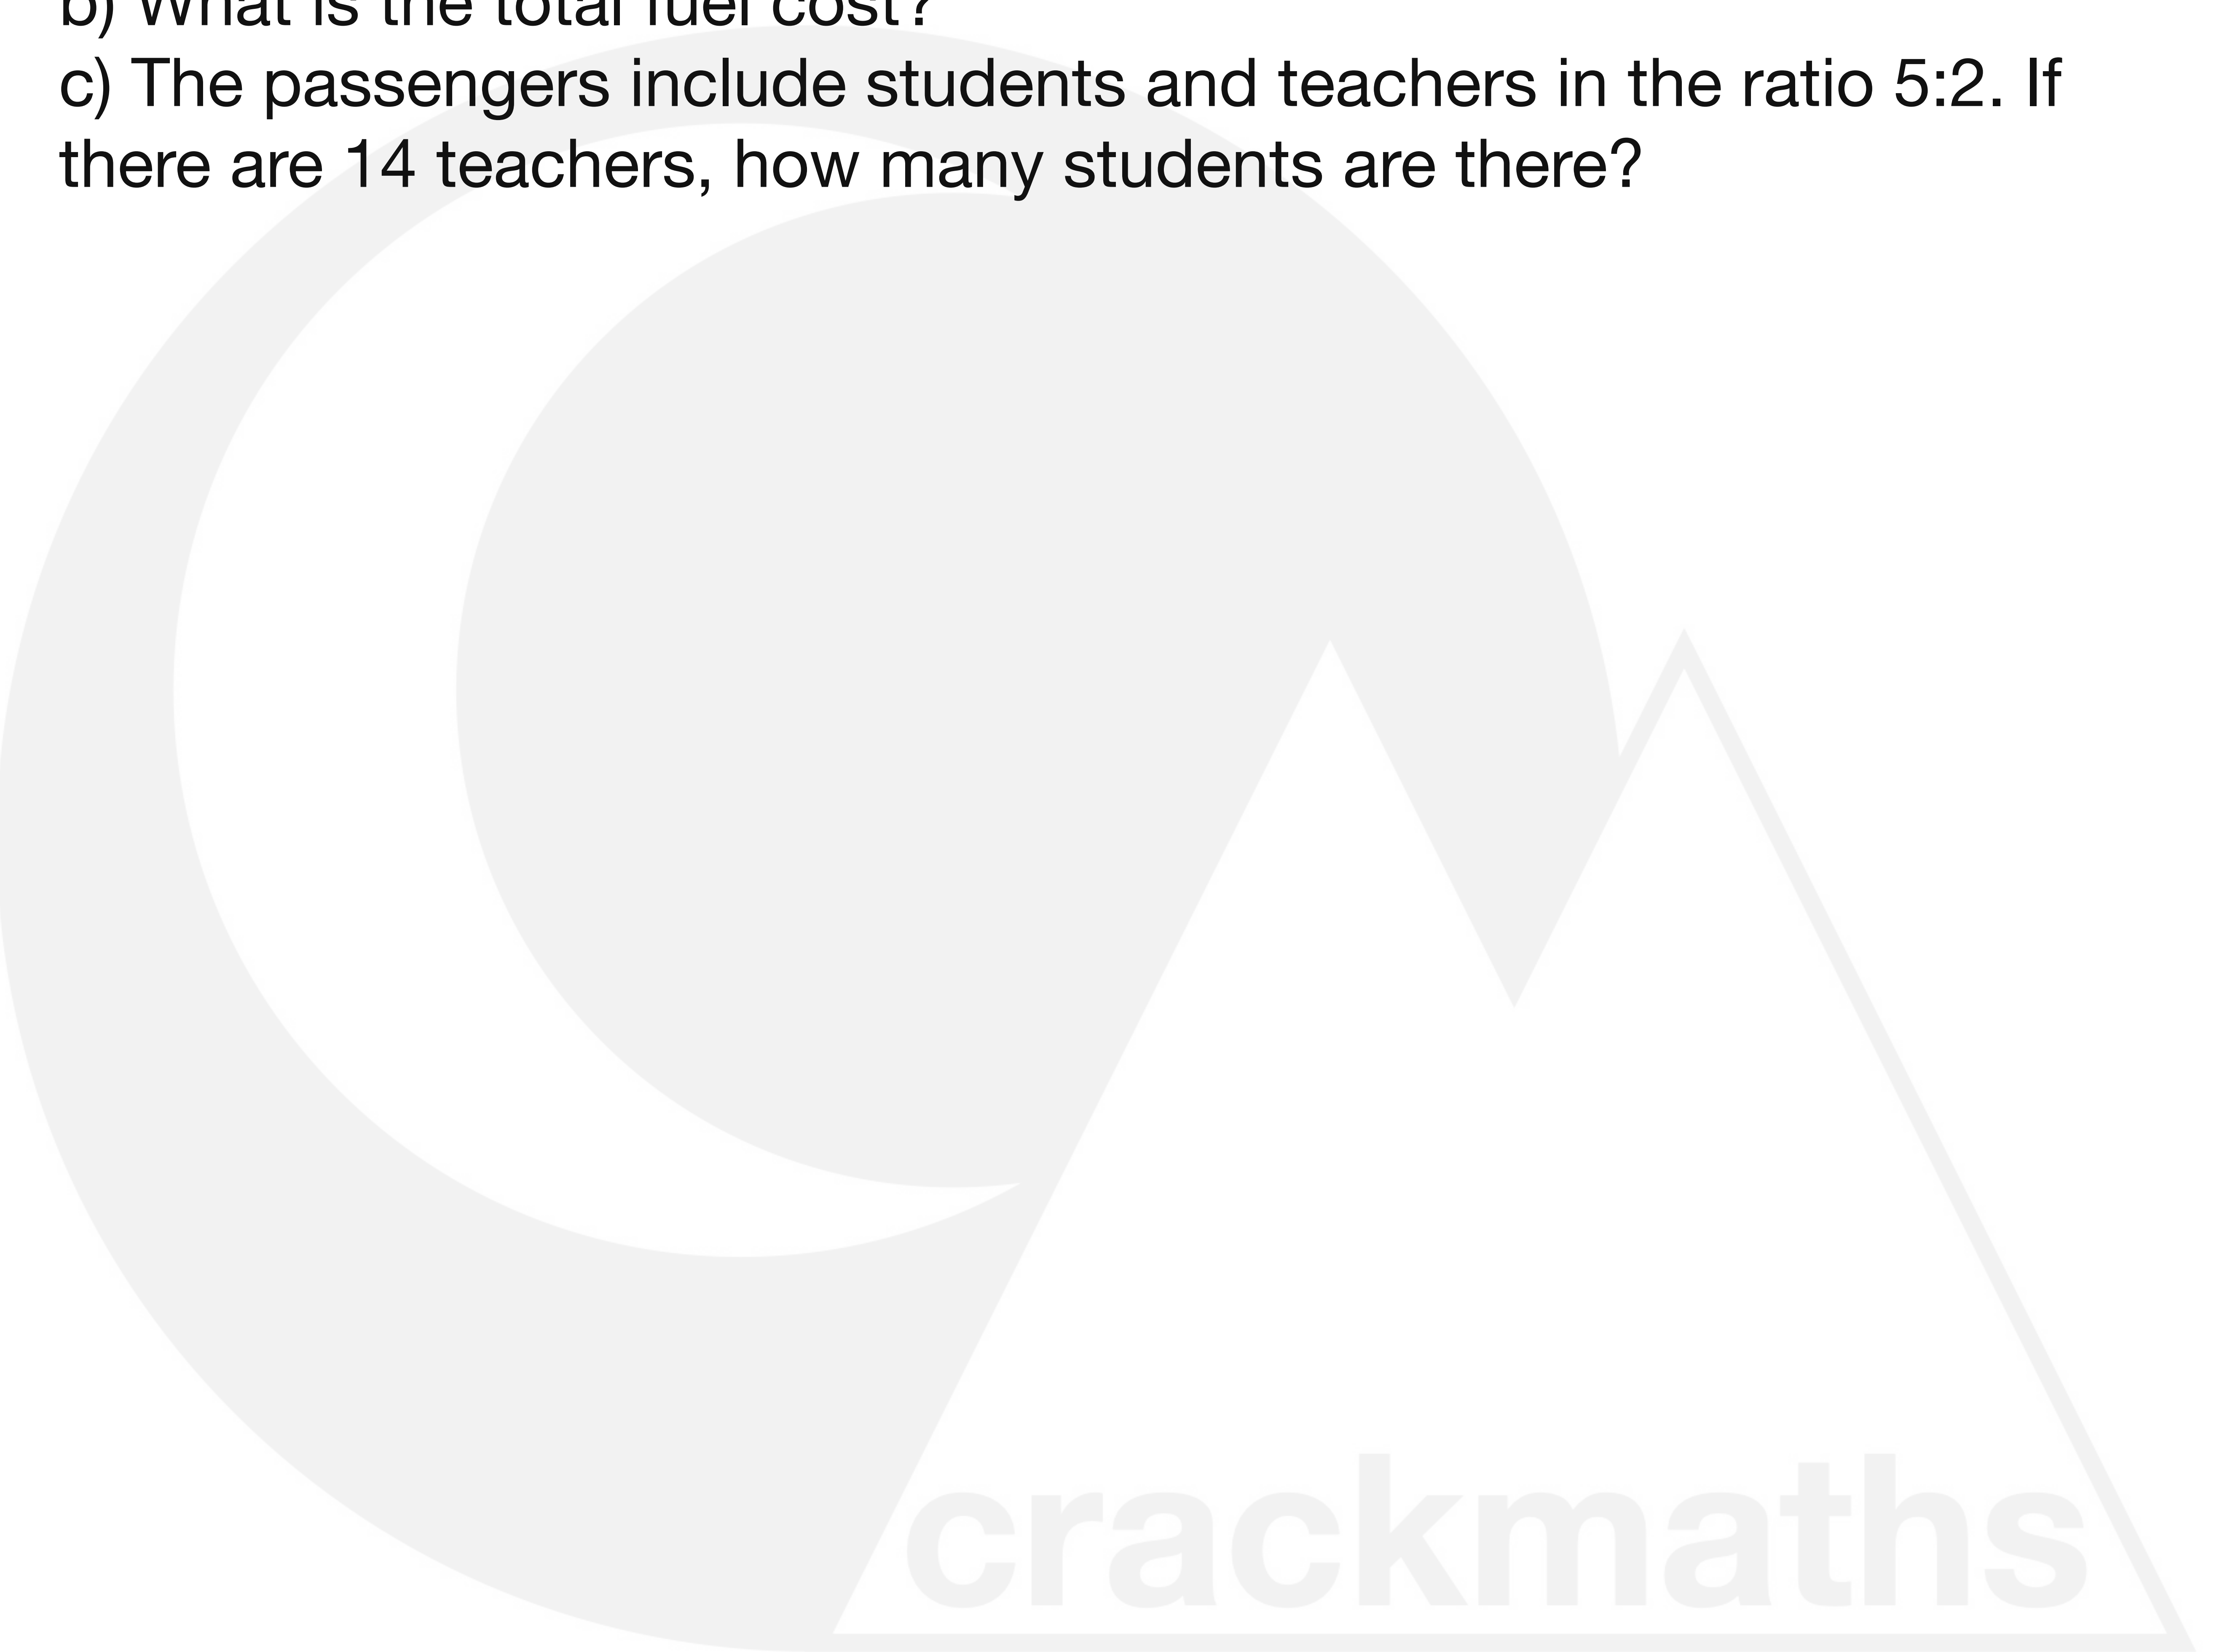 b) What is the total fuel cost?
c) The passengers include students and teachers in the ratio 5:2. If
there are 14 teachers, how many students are there?
crackmaths